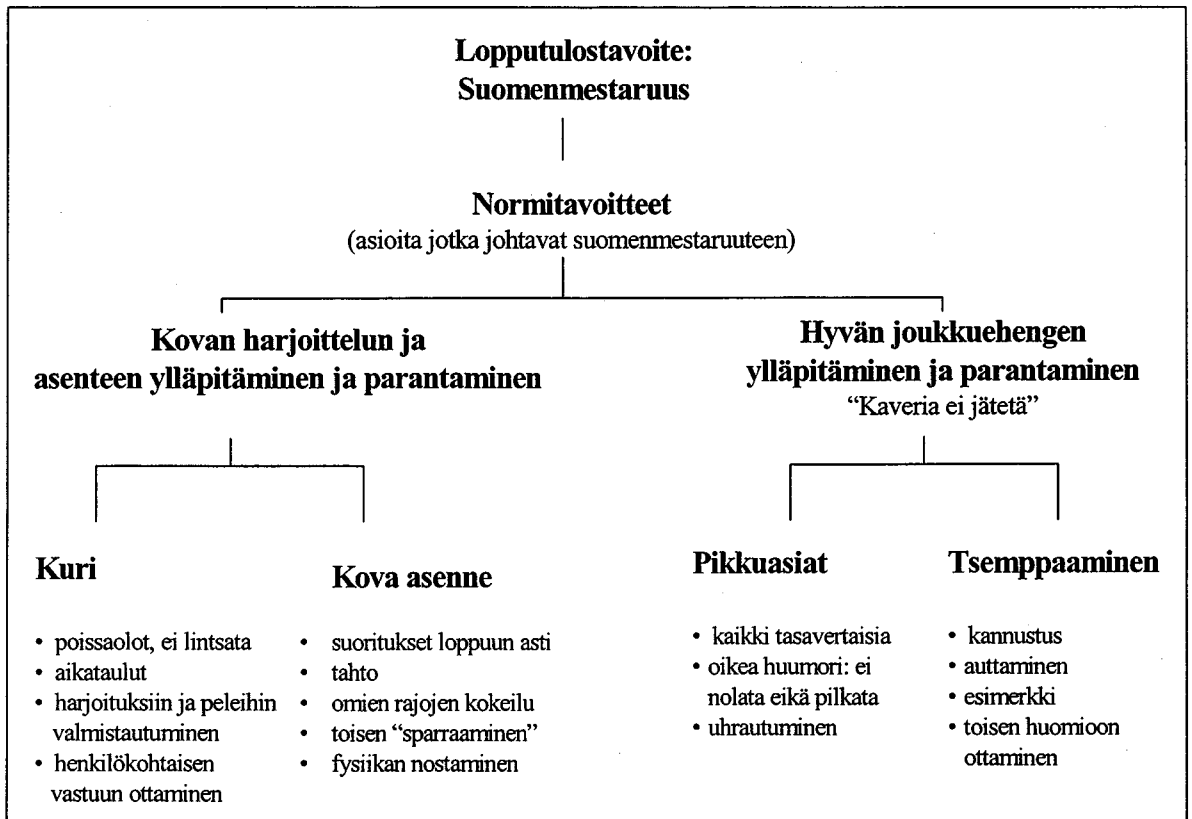 Lopputulostavoite:
Suomenmestaruus
Normitavoitteet
(asioita jotka johtavat suomenmestaruuteen)
Kovan harjoittelun ja
asenteen ylläpitäminen ja parantaminen
Hyvän joukkuehengen
ylläpitäminen ja parantaminen
“Kaveria ei jätetä”
Kuri
• poissaolot, ei lintsata
• aikataulut
• harjoituksiin ja peleihin
valmistautuminen
• henkilökohtaisen
vastuun ottaminen
Kova asenne
• suoritukset loppuun asti
• tahto
• omien rajojen kokeilu
• toisen “sparraaminen”
• fysiikan nostaminen
Pikkuasiat
• kaikki tasavertaisia
• oikea huumori: ei
nolata eikä pilkata
• uhrautuminen
Tsemppaaminen
• kannustus
• auttaminen
• esimerkki
• toisen huomioon
ottaminen